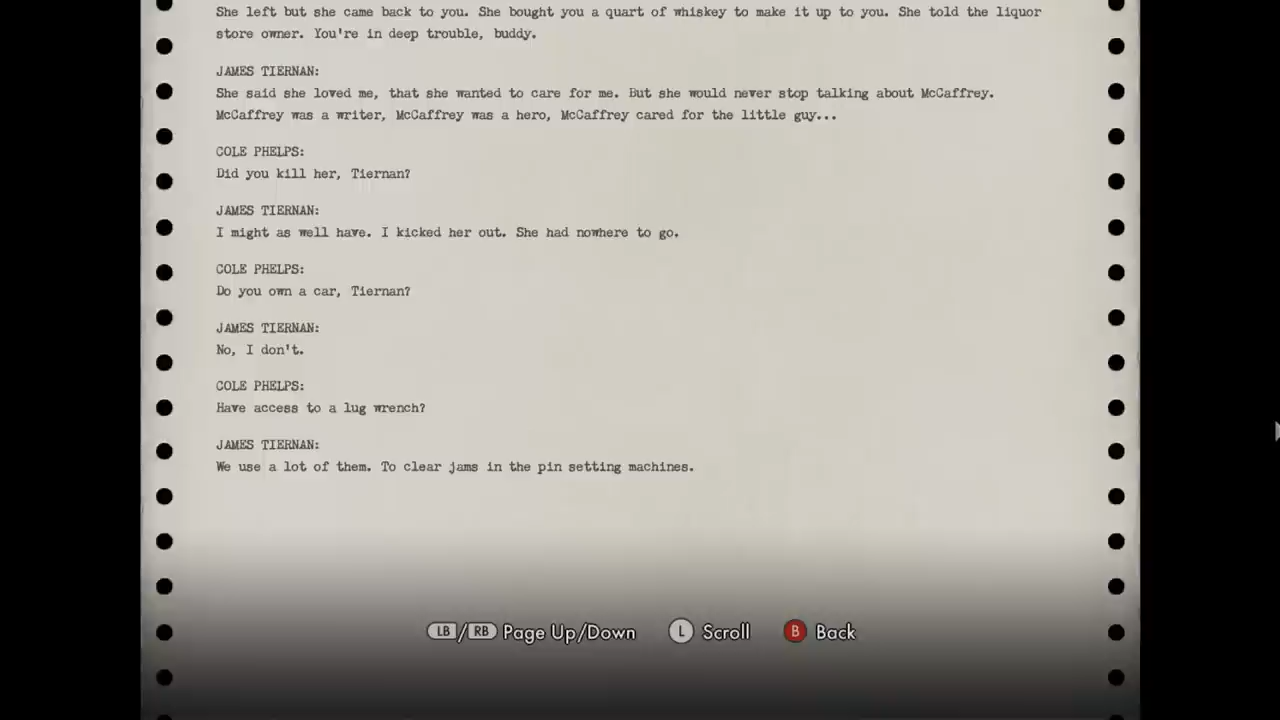 She left but she came back to you. She bought you a quart of whiskey to make it up to you. She told the liquor
store owner. You're in deep trouble, buddy.
JAMES TIERNAN:
She said she loved me, that she wanted to care for me. But she would never stop talking about McCaffrey.
McCaffrey was a writer, McCaffrey was a hero, McCaffrey cared for the little guy...
COLE PHELPS:
Did you kill her, Tiernan?
JAMES TIERNAN:
I might as well have. I kicked her out. She had nowhere to go.
COLE PHELPS:
Do you own a car, Tiernan?
JAMES TIERNAN:
No, I don't.
COLE PHELPS:
Have access to a lug wrench?
JAMES TIERNAN:
We use a lot of them. To clear jams in the pin setting machines.
LB/RB Page Up/Down L Scroll B Back